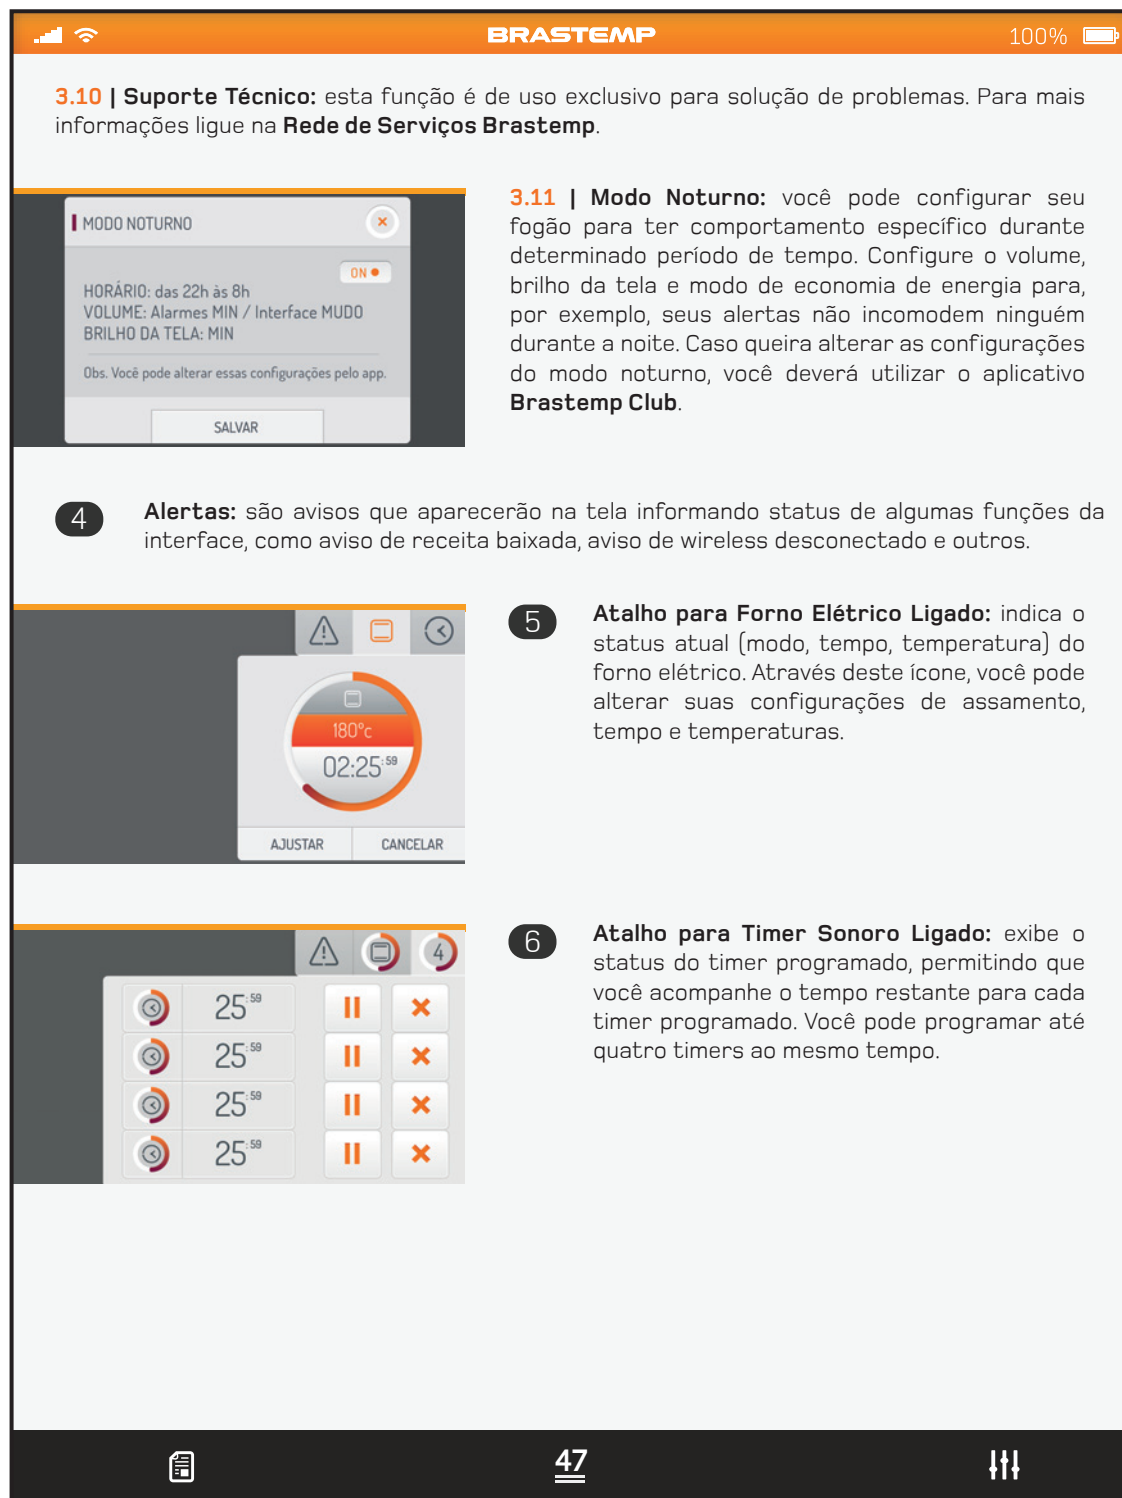 BRASTEMP
100%
3.10 | Suporte Técnico: esta função é de uso exclusivo para solução de problemas. Para mais
informações ligue na Rede de Serviços Brastemp.
MODO NOTURNO
ON
HORÁRIO: das 22h às 8h
VOLUME: Alarmes MIN / Interface MUDO
BRILHO DA TELA: MIN
Obs. Você pode alterar essas configurações pelo app.
SALVAR
3.11 | Modo Noturno: você pode configurar seu
fogão para ter comportamento específico durante
determinado período de tempo. Configure o volume,
brilho da tela e modo de economia de energia para,
por exemplo, seus alertas não incomodem ninguém
durante a noite. Caso queira alterar as configurações
do modo noturno, você deverá utilizar o aplicativo
Brastemp Club.
4
Alertas: são avisos que aparecerão na tela informando status de algumas funções da
interface, como aviso de receita baixada, aviso de wireless desconectado e outros.
180°c
02:25:59
AJUSTAR
CANCELAR
5
Atalho para Forno Elétrico Ligado: indica o
status atual (modo, tempo, temperatura) do
forno elétrico. Através deste ícone, você pode
alterar suas configurações de assamento,
tempo e temperaturas.
4
25:59
25:59
25:59
25:59
6
Atalho para Timer Sonoro Ligado: exibe o
status do timer programado, permitindo que
você acompanhe o tempo restante para cada
timer programado. Você pode programar até
quatro timers ao mesmo tempo.
47